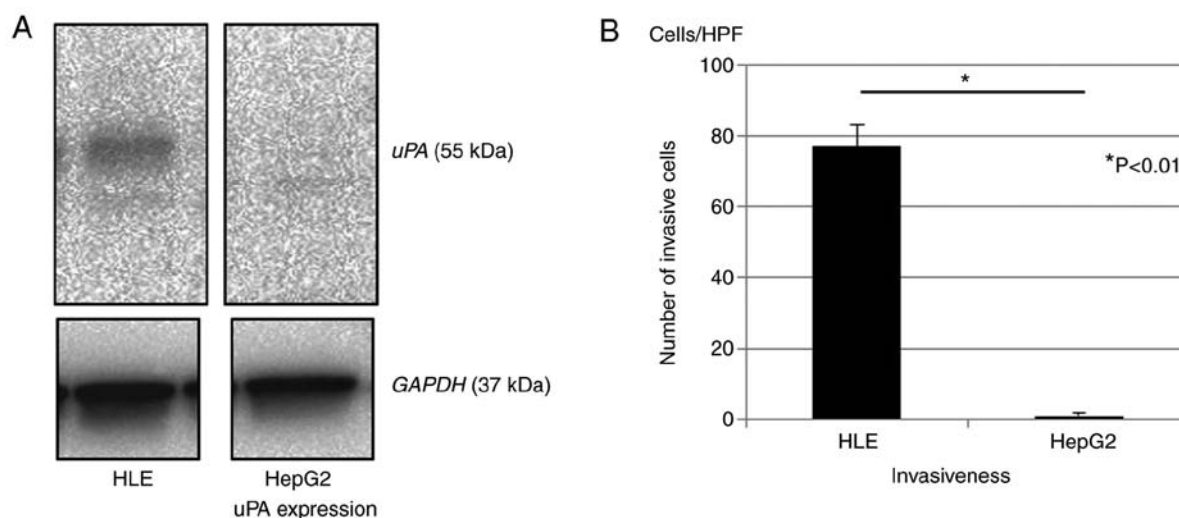 A
uPA (55 kDa)
GAPDH (37 kDa)
HLE
HepG2
uPA expression
B
Cells/HPF
Number of invasive cells
100
80
60
40
20
0
*
*P<0.01
HLE
HepG2
Invasiveness